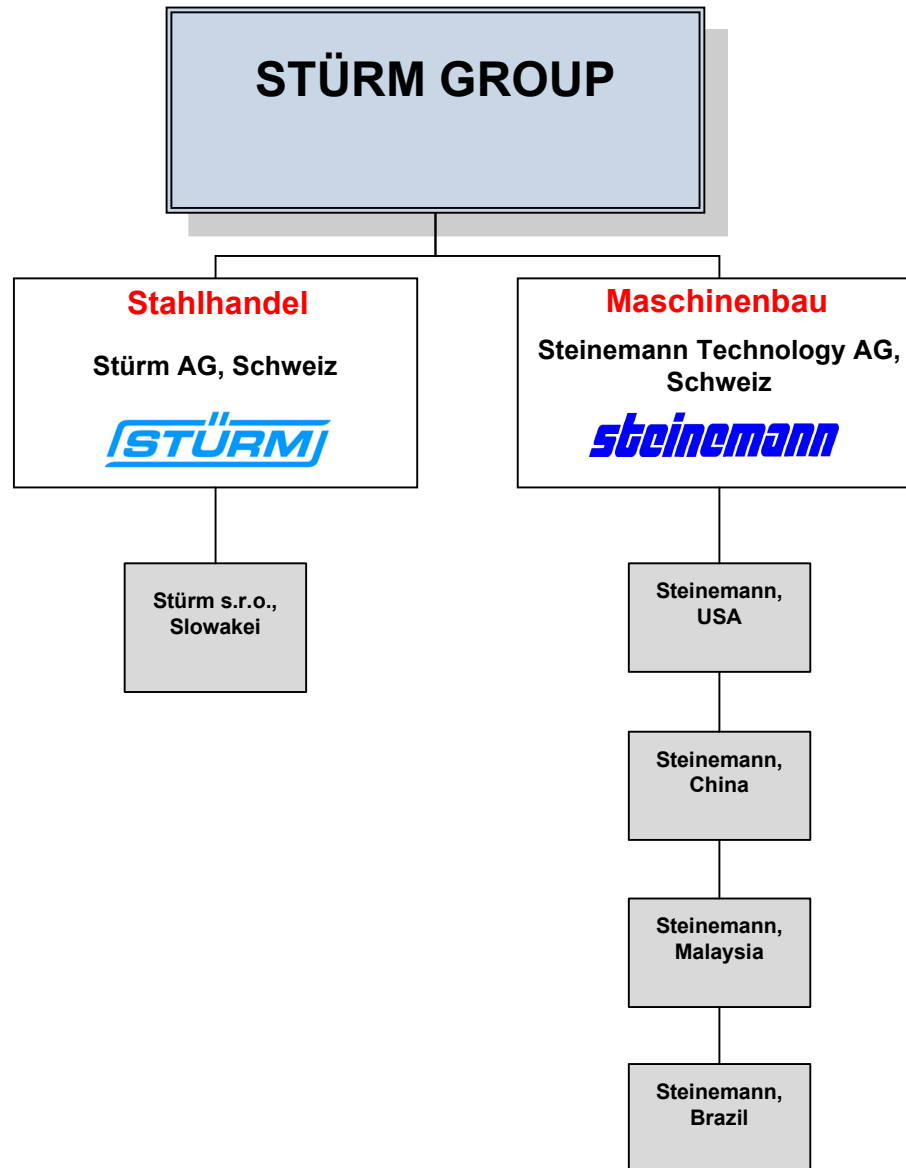 STÜRM GROUP
Stahlhandel
Stürm AG, Schweiz
STÜRM
Maschinenbau
Steinemann Technology AG,
Schweiz
steinemann
Stürm s.r.o.,
Slowakei
Steinemann,
USA
Steinemann,
China
Steinemann,
Malaysia
Steinemann,
Brazil